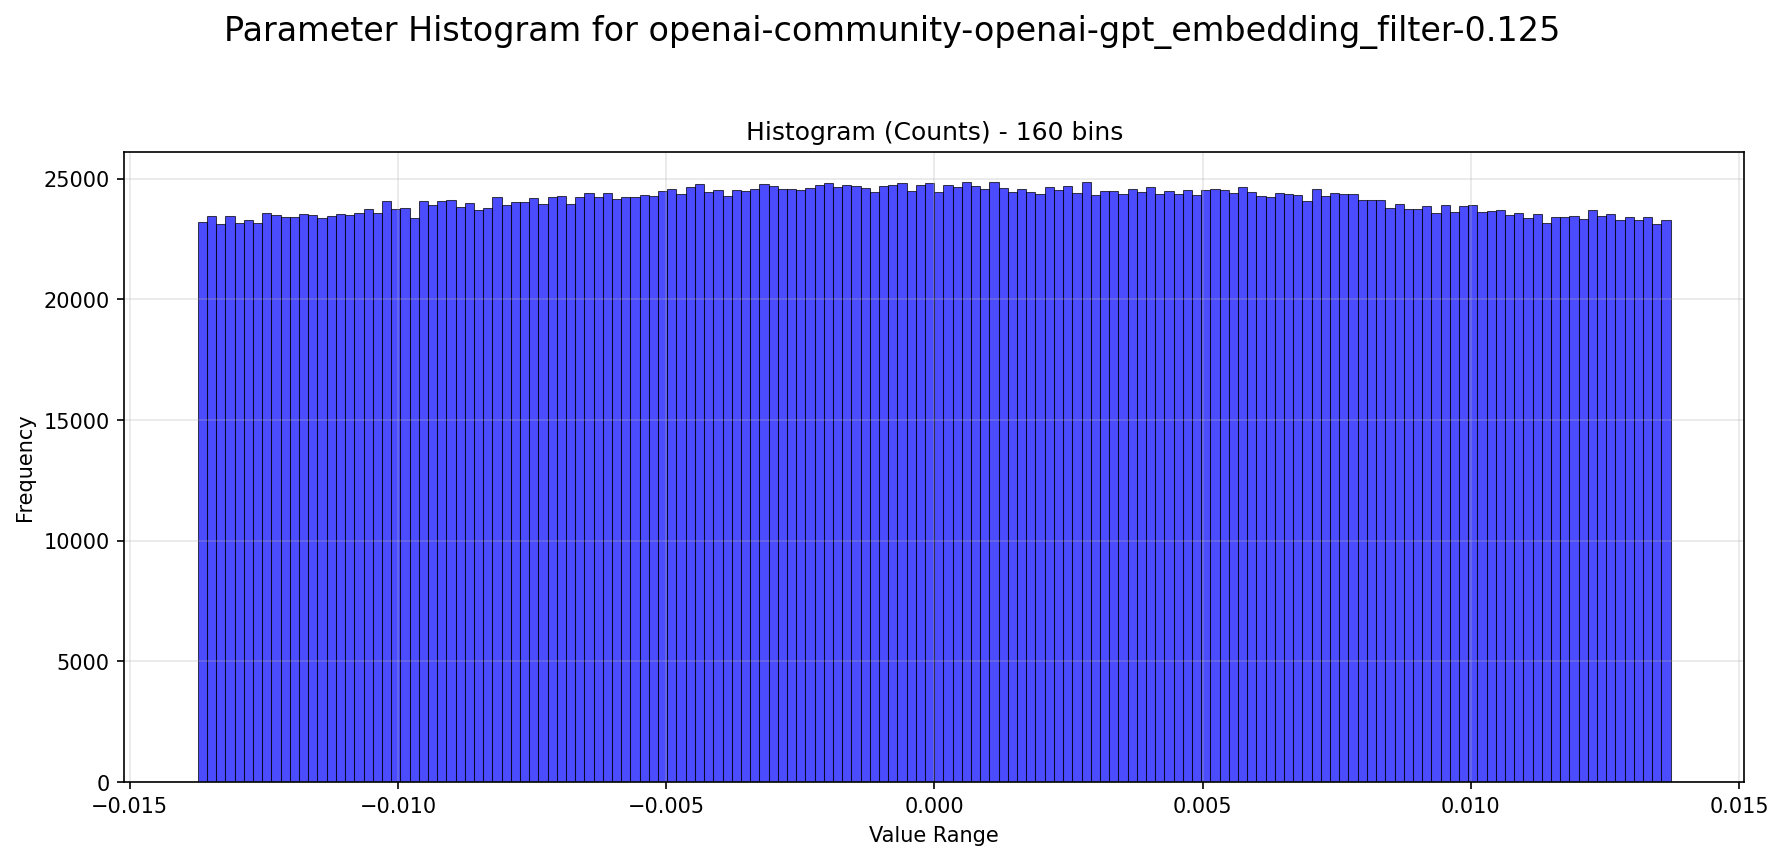 Parameter Histogram for openai-community-openai-gpt_embedding_filter-0.125
Histogram (Counts) - 160 bins
25000
20000
15000
10000
5000
0
Frequency
−0.015 −0.010 −0.005 0.000 0.005 0.010 0.015
Value Range